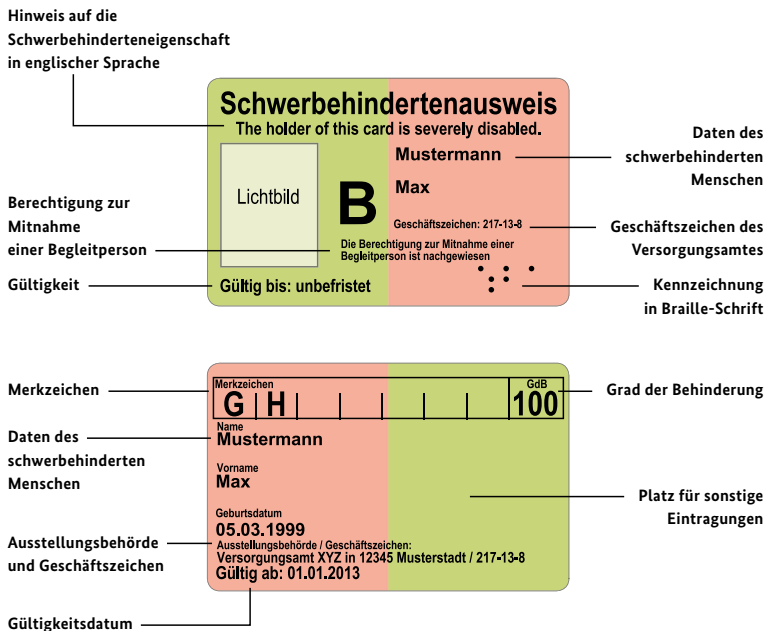 Hinweis auf die
Schwerbehinderteneigenschaft
in englischer Sprache
Schwerbehindertenausweis
The holder of this card is severely disabled.
Lichtbild
B
Mustermann
Max
Geschäftszeichen: 217-13-8
Die Berechtigung zur Mitnahme einer
Begleitperson ist nachgewiesen
Gültig bis: unbefristet
Daten des
schwerbehinderten
Menschen
Berechtigung zur
Mitnahme
einer Begleitperson
Geschäftszeichen des
Versorgungsamtes
Gültigkeit
Kennzeichnung
in Braille-Schrift
Merkzeichen
Merkzeichen
G H
GdB
100
Grad der Behinderung
Name
Mustermann
Daten des
schwerbehinderten
Menschen
Vorname
Max
Platz für sonstige
Eintragungen
Geburtsdatum
05.03.1999
Ausstellungsbehörde / Geschäftszeichen:
Versorgungsamt XYZ in 12345 Musterstadt / 217-13-8
Gültig ab: 01.01.2013
Ausstellungsbehörde
und Geschäftszeichen
Gültigkeitsdatum